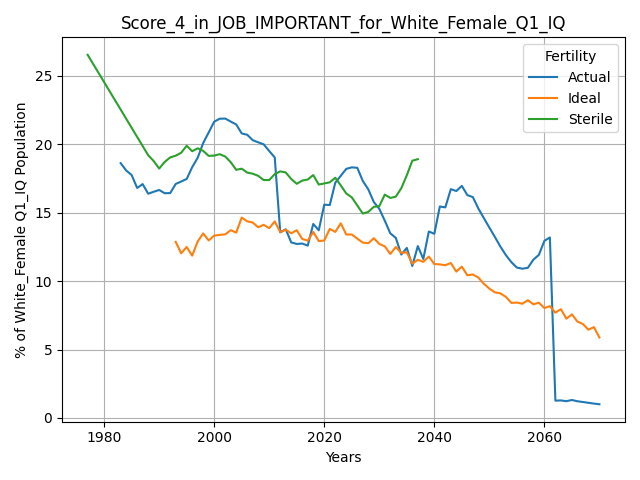 Score_4_in_JOB_IMPORTANT_for_White_Female_Q1_IQ
Fertility
Actual
Ideal
Sterile
% of White_Female Q1_IQ Population
25
20
15
10
5
0
1980
2000
2020
2040
2060
Years